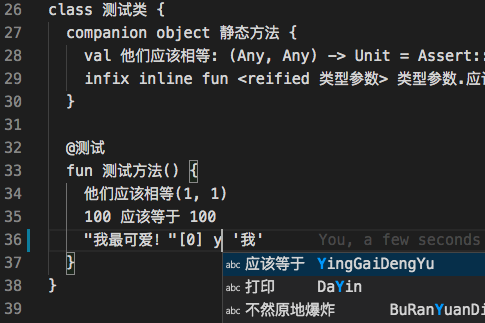 26 class 测试类 {
27 companion object 静态方法 {
28 val 他们应该相等: (Any, Any) -> Unit = Assert::
29 infix inline fun <reified 类型参数> 类型参数.应
30 }
31
32 @测试
33 fun 测试方法() {
34 他们应该相等(1, 1)
35 100 应该等于 100
36 "我最可爱! "[0] y '我' You, a few seconds
37 }
38 }
39
abc 应该等于 YingGaiDengYu
abc 打印 DaYin
abc 不然原地爆炸 BuRanYuanDi